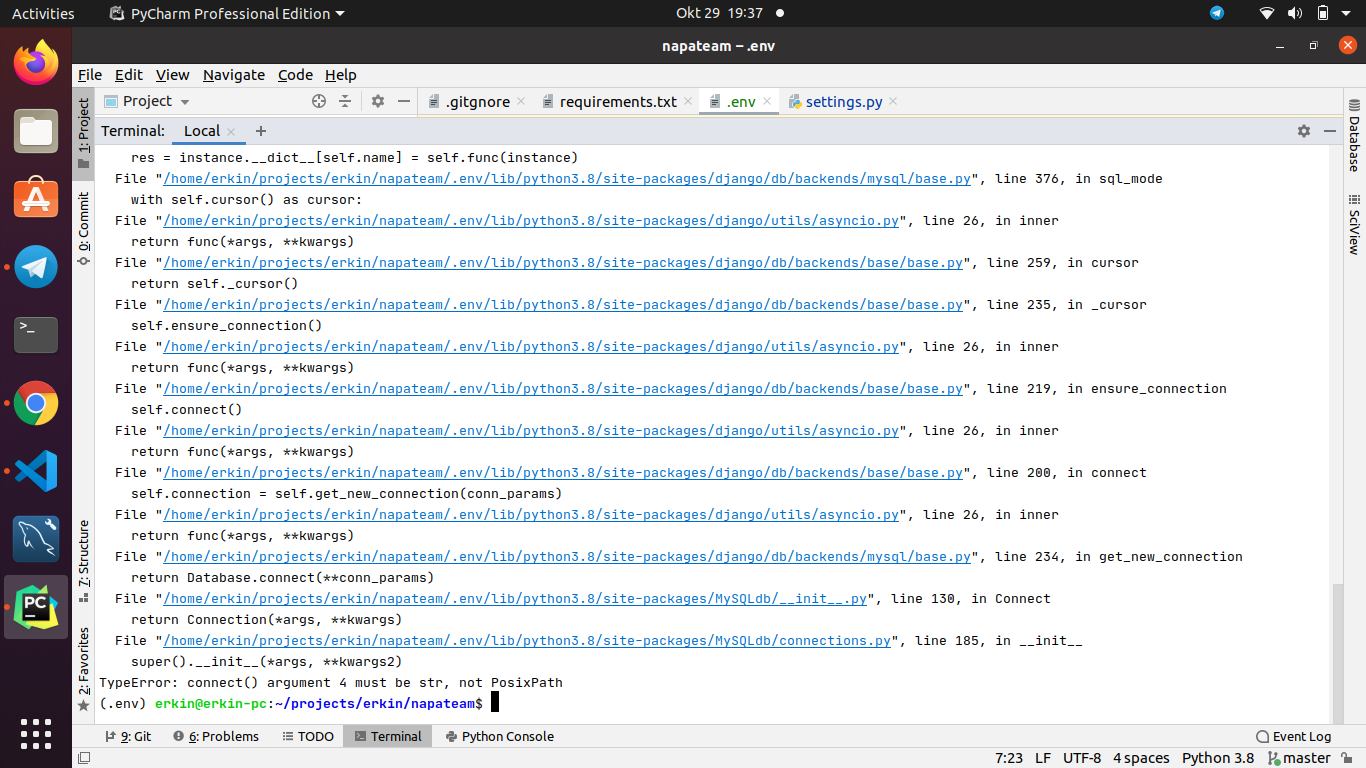 Activities
PyCharm Professional Edition
Okt 29 19:37
napateam – .env
File Edit View Navigate Code Help
Project
.gitgnore
requirements.txt
.env
settings.py
Terminal: Local +
res = instance.__dict__[self.name] = self.func(instance)
File "/home/erkin/projects/erkin/napateam/.env/lib/python3.8/site-packages/django/db/backends/mysql/base.py", line 376, in sql_mode
with self.cursor() as cursor:
File "/home/erkin/projects/erkin/napateam/.env/lib/python3.8/site-packages/django/utils/asyncio.py", line 26, in inner
return func(*args, **kwargs)
File "/home/erkin/projects/erkin/napateam/.env/lib/python3.8/site-packages/django/db/backends/base/base.py", line 259, in cursor
return self._cursor()
File "/home/erkin/projects/erkin/napateam/.env/lib/python3.8/site-packages/django/db/backends/base/base.py", line 235, in _cursor
self.ensure_connection()
File "/home/erkin/projects/erkin/napateam/.env/lib/python3.8/site-packages/django/utils/asyncio.py", line 26, in inner
return func(*args, **kwargs)
File "/home/erkin/projects/erkin/napateam/.env/lib/python3.8/site-packages/django/db/backends/base/base.py", line 219, in ensure_connection
self.connect()
File "/home/erkin/projects/erkin/napateam/.env/lib/python3.8/site-packages/django/utils/asyncio.py", line 26, in inner
return func(*args, **kwargs)
File "/home/erkin/projects/erkin/napateam/.env/lib/python3.8/site-packages/django/db/backends/base/base.py", line 200, in connect
self.connection = self.get_new_connection(conn_params)
File "/home/erkin/projects/erkin/napateam/.env/lib/python3.8/site-packages/django/utils/asyncio.py", line 26, in inner
return func(*args, **kwargs)
File "/home/erkin/projects/erkin/napateam/.env/lib/python3.8/site-packages/django/db/backends/mysql/base.py", line 234, in get_new_connection
return Database.connect(**conn_params)
File "/home/erkin/projects/erkin/napateam/.env/lib/python3.8/site-packages/MySQLdb/__init__.py", line 130, in Connect
return Connection(*args, **kwargs)
File "/home/erkin/projects/erkin/napateam/.env/lib/python3.8/site-packages/MySQLdb/connections.py", line 185, in __init__
super().__init__(*args, **kwargs2)
TypeError: connect() argument 4 must be str, not PosixPath
(.env) erkin@erkin-pc:~/projects/erkin/napateam$
1: Project
0: Commit
7: Structure
2: Favorites
Database
SciView
PC
>_
9: Git
6: Problems
TODO
Terminal
Python Console
Event Log
7:23 LF UTF-8 4 spaces Python 3.8 master